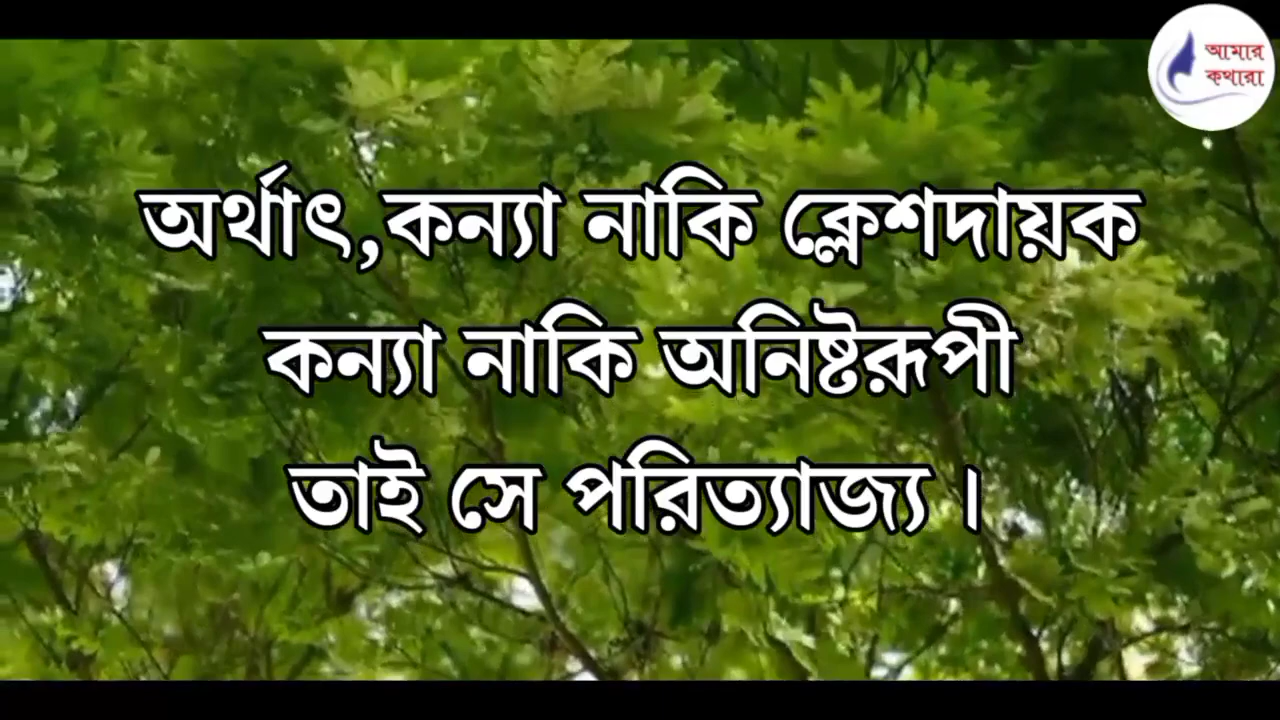 আমার
কথারা
অর্থাৎ,কন্যা নাকি ক্লেশদায়ক
কন্যা নাকি অনিষ্টরূপী
তাই সে পরিত্যাজ্য।